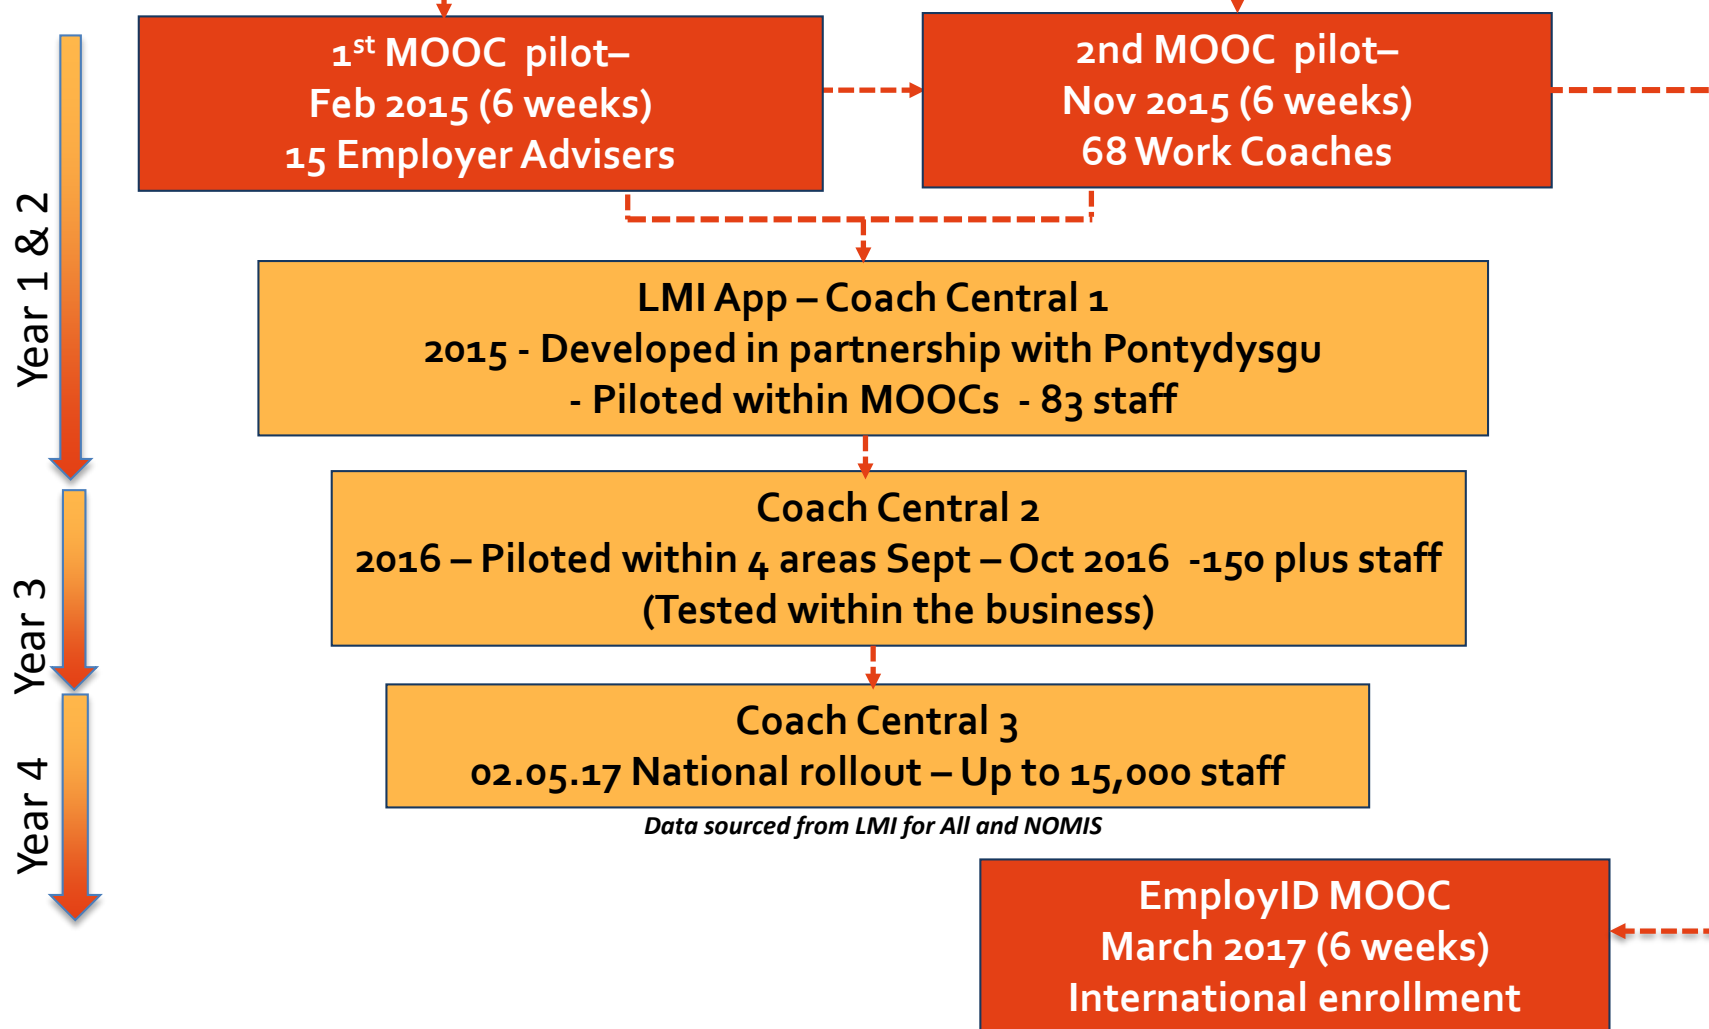 1st MOOC pilot–
Feb 2015 (6 weeks)
15 Employer Advisers
2nd MOOC pilot–
Nov 2015 (6 weeks)
68 Work Coaches
Year 1 & 2
LMI App – Coach Central 1
2015 - Developed in partnership with Pontydysgu
- Piloted within MOOCs - 83 staff
Coach Central 2
2016 – Piloted within 4 areas Sept – Oct 2016 -150 plus staff
(Tested within the business)
Year 3
Coach Central 3
02.05.17 National rollout – Up to 15,000 staff
Data sourced from LMI for All and NOMIS
Year 4
EmployID MOOC
March 2017 (6 weeks)
International enrollment